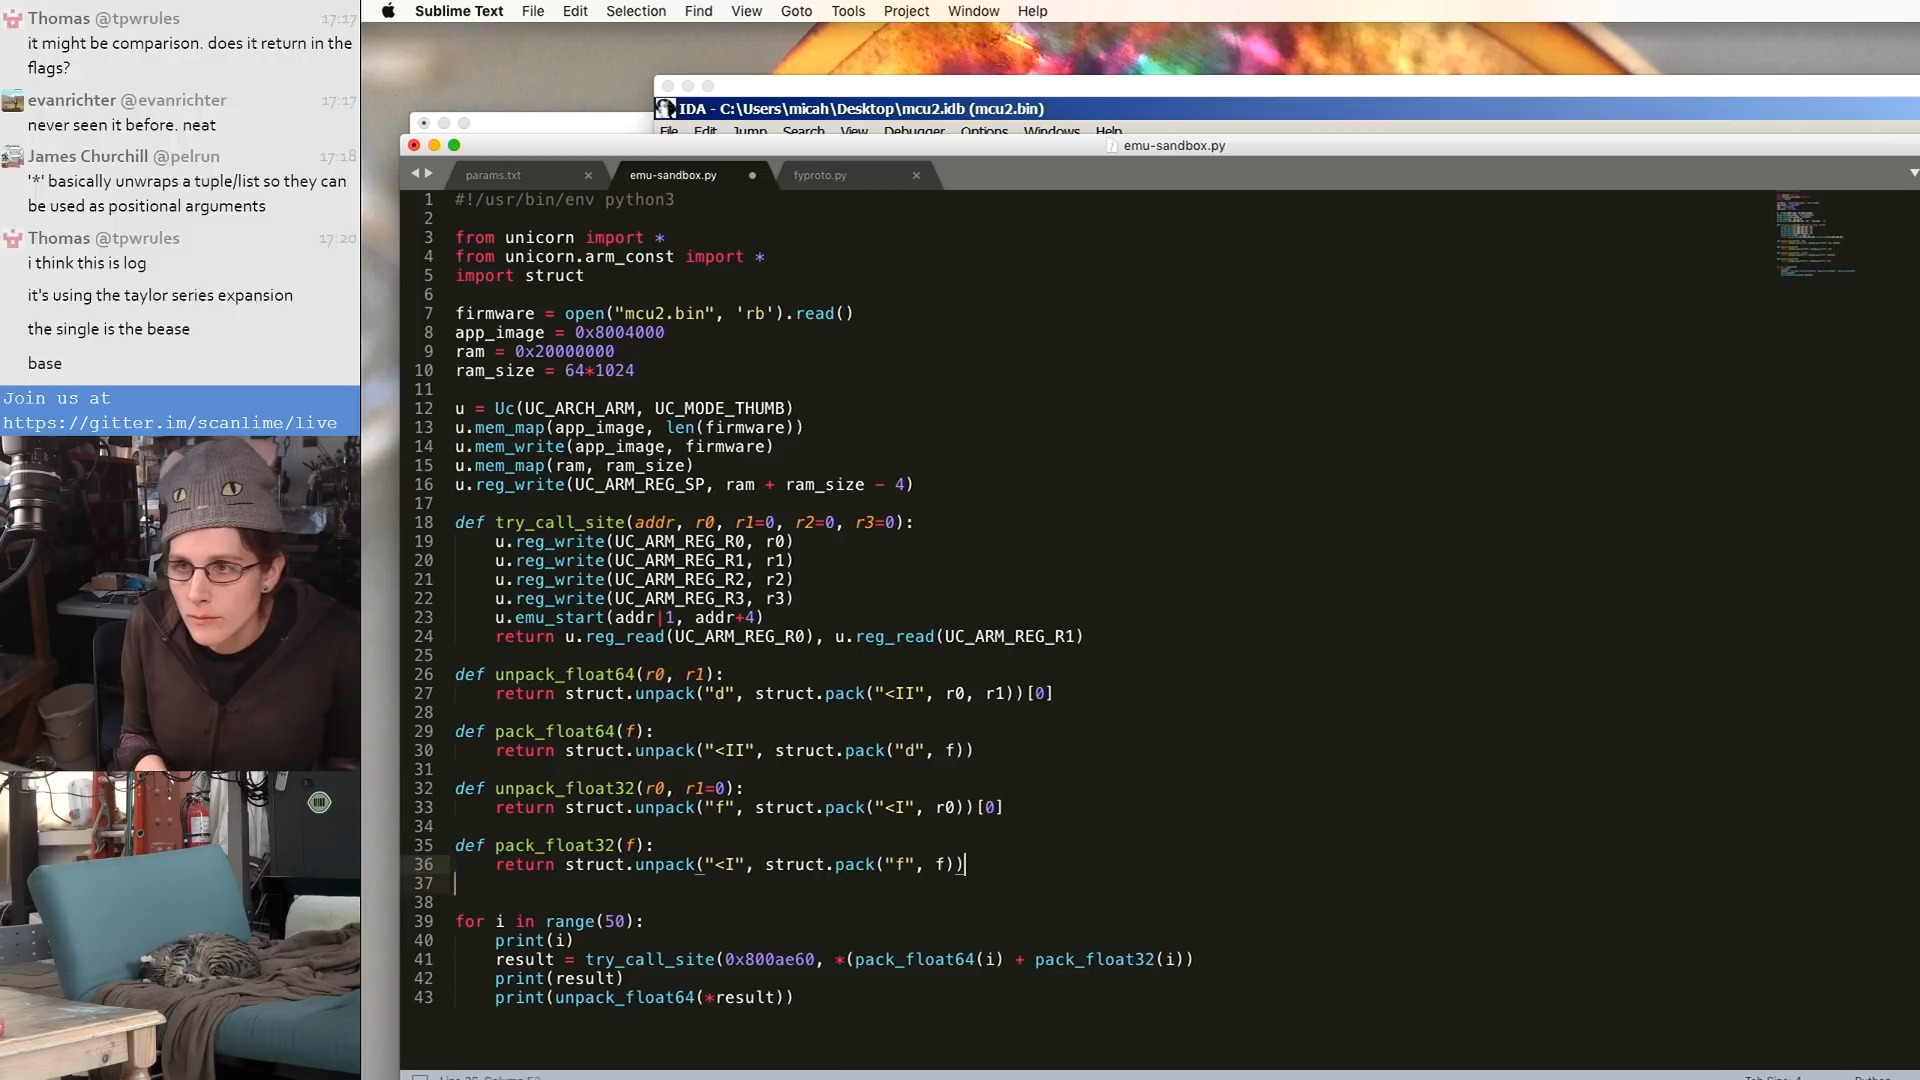 Thomas @tpwrules 17:17
it might be comparison. does it return in the
flags?
evanrichter @evanrichter 17:17
never seen it before. neat
James Churchill @pelrun 17:18
'*' basically unwraps a tuple/list so they can
be used as positional arguments
Thomas @tpwrules 17:20
i think this is log
it's using the taylor series expansion
the single is the bease
base
Join us at
https://gitter.im/scanlime/live
Sublime Text File Edit Selection Find View Goto Tools Project Window Help
IDA - C:\Users\micah\Desktop\mcu2.idb (mcu2.bin)
File Edit Jump Search View Debugger Options Windows Help
emu-sandbox.py
params.txt emu-sandbox.py fyproto.py
1 #!/usr/bin/env python3
2
3 from unicorn import *
4 from unicorn.arm_const import *
5 import struct
6
7 firmware = open("mcu2.bin", 'rb').read()
8 app_image = 0x8004000
9 ram = 0x20000000
10 ram_size = 64*1024
11
12 u = Uc(UC_ARCH_ARM, UC_MODE_THUMB)
13 u.mem_map(app_image, len(firmware))
14 u.mem_write(app_image, firmware)
15 u.mem_map(ram, ram_size)
16 u.reg_write(UC_ARM_REG_SP, ram + ram_size - 4)
17
18 def try_call_site(addr, r0, r1=0, r2=0, r3=0):
19 u.reg_write(UC_ARM_REG_R0, r0)
20 u.reg_write(UC_ARM_REG_R1, r1)
21 u.reg_write(UC_ARM_REG_R2, r2)
22 u.reg_write(UC_ARM_REG_R3, r3)
23 u.emu_start(addr|1, addr+4)
24 return u.reg_read(UC_ARM_REG_R0), u.reg_read(UC_ARM_REG_R1)
25
26 def unpack_float64(r0, r1):
27 return struct.unpack("d", struct.pack("<II", r0, r1))[0]
28
29 def pack_float64(f):
30 return struct.unpack("<II", struct.pack("d", f))
31
32 def unpack_float32(r0, r1=0):
33 return struct.unpack("f", struct.pack("<I", r0))[0]
34
35 def pack_float32(f):
36 return struct.unpack("<I", struct.pack("f", f))
37
38
39 for i in range(50):
40 print(i)
41 result = try_call_site(0x800ae60, *(pack_float64(i) + pack_float32(i))
42 print(result)
43 print(unpack_float64(*result))